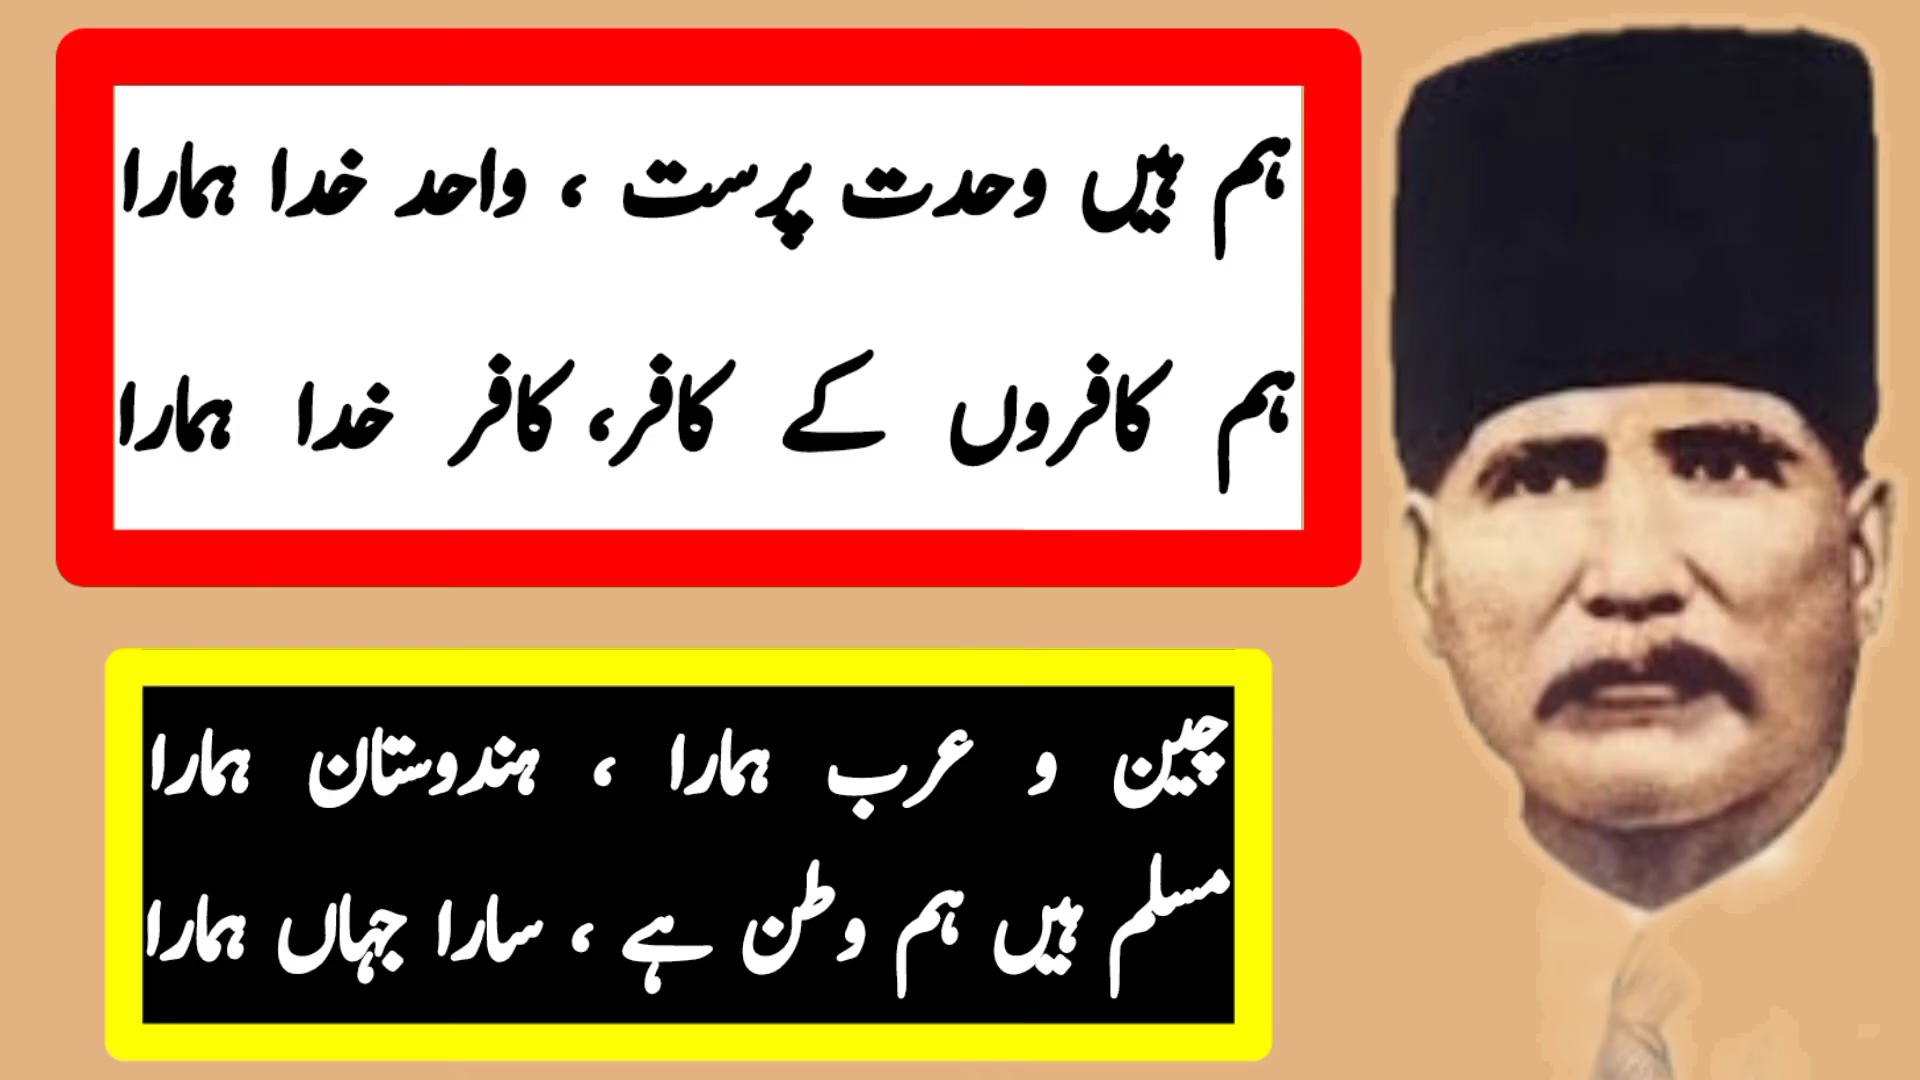 ہم ہیں وحدت پرست ، واحد خدا ہمارا
ہم کافروں کے کافر، کافر خدا ہمارا
چین و عرب ہمارا ، ہندوستان ہمارا
مسلم ہیں ہم وطن ہے ، سارا جہاں ہمارا